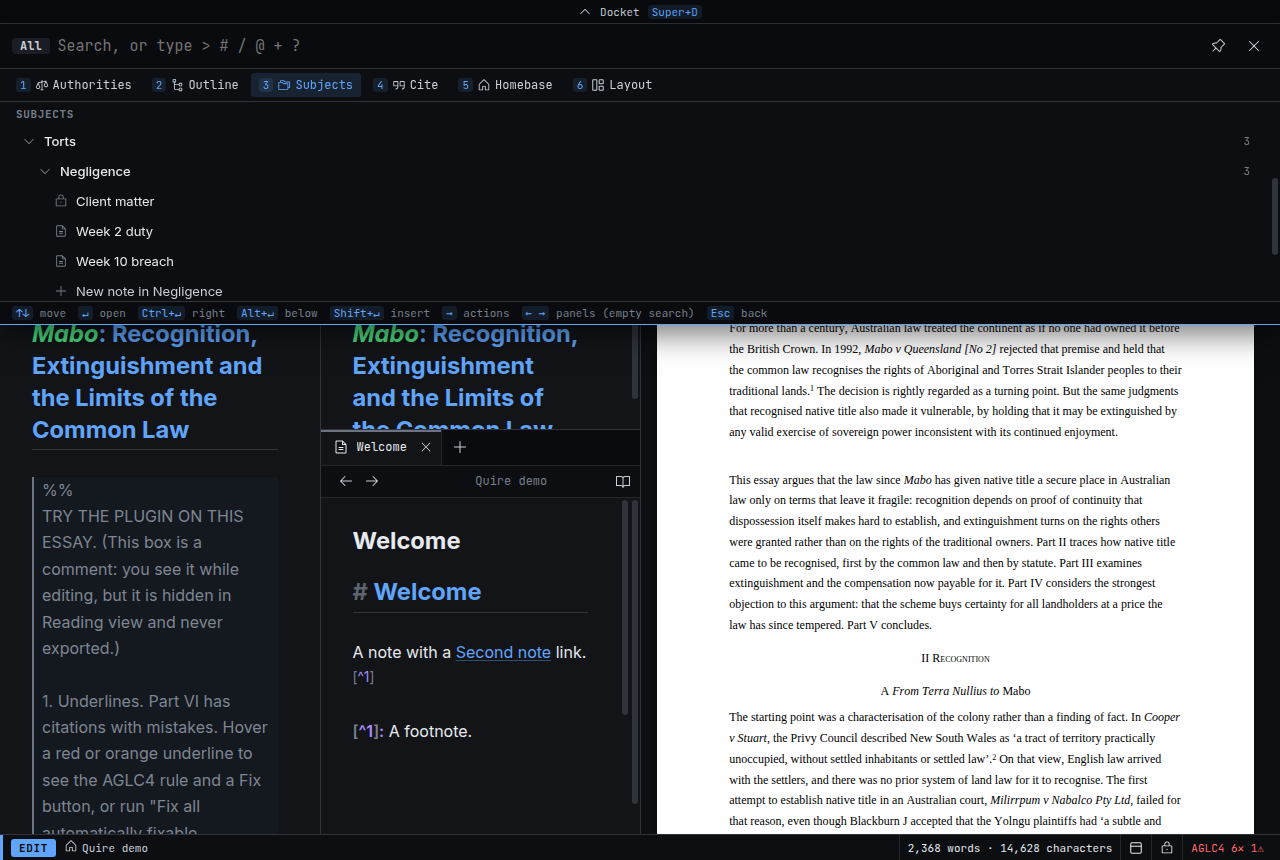 Docket Super+D
All Search, or type > # / @ + ?
1 Authorities 2 Outline 3 Subjects 4 Cite 5 Homebase 6 Layout
SUBJECTS
Torts 3
Negligence 3
Client matter
Week 2 duty
Week 10 breach
New note in Negligence
↑↓ move ↵ open Ctrl+↵ right Alt+↵ below Shift+↵ insert → actions ← → panels (empty search) Esc back
Mabo: Recognition,
Extinguishment and
the Limits of the
Common Law
%%
TRY THE PLUGIN ON THIS
ESSAY. (This box is a
comment: you see it while
editing, but it is hidden in
Reading view and never
exported.)
1. Underlines. Part VI has
citations with mistakes. Hover
a red or orange underline to
see the AGLC4 rule and a Fix
button, or run "Fix all
automatically fixable
Mabo: Recognition,
Extinguishment
and the Limits of
the Common Law
Welcome
Quire demo
Welcome
# Welcome
A note with a Second note link.
[^1]
[^1]: A footnote.
For more than a century, Australian law treated the continent as if no one had owned it before
the British Crown. In 1992, Mabo v Queensland [No 2] rejected that premise and held that
the common law recognises the rights of Aboriginal and Torres Strait Islander peoples to their
traditional lands.1 The decision is rightly regarded as a turning point. But the same judgments
that recognised native title also made it vulnerable, by holding that it may be extinguished by
any valid exercise of sovereign power inconsistent with its continued enjoyment.
This essay argues that the law since Mabo has given native title a secure place in Australian
law only on terms that leave it fragile: recognition depends on proof of continuity that
dispossession itself makes hard to establish, and extinguishment turns on the rights others
were granted rather than on the rights of the traditional owners. Part II traces how native title
came to be recognised, first by the common law and then by statute. Part III examines
extinguishment and the compensation now payable for it. Part IV considers the strongest
objection to this argument: that the scheme buys certainty for all landholders at a price the
law has since tempered. Part V concludes.
II Recognition
A From Terra Nullius to Mabo
The starting point was a characterisation of the colony rather than a finding of fact. In Cooper
v Stuart, the Privy Council described New South Wales as ‘a tract of territory practically
unoccupied, without settled inhabitants or settled law’.2 On that view, English law arrived
with the settlers, and there was no prior system of land law for it to recognise. The first
attempt to establish native title in an Australian court, Milirrpum v Nabalco Pty Ltd, failed for
that reason, even though Blackburn J accepted that the Yolngu plaintiffs had ‘a subtle and
EDIT Quire demo 2,368 words · 14,628 characters AGLC4 6× 1⚠